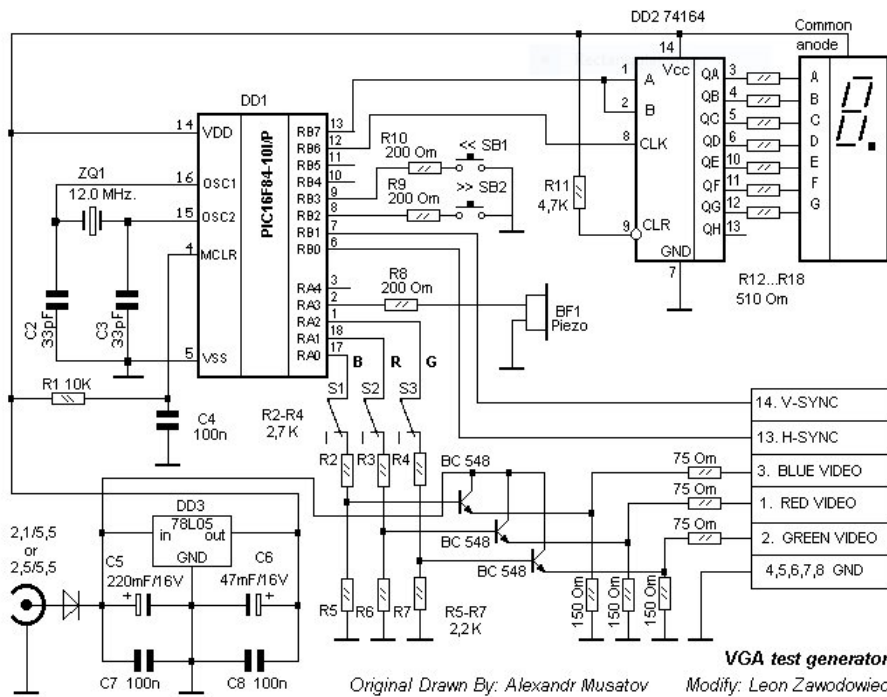 DD2 74164
Common
anode
14
Vcc
DD1
PIC16F84-10I/P
14 VDD
16 OSC1
15 OSC2
4 MCLR
5 VSS
ZQ1
12.0 MHz.
C2
33pF
C3
33pF
R1 10K
C4
100n
RB7 13
RB6 12
RB5 11
RB4 10
RB3 9
RB2 8
RB1 7
RB0 6
RA4 3
RA3 2
RA2 1
RA1 18
RA0 17
R10
200 Om
<< SB1
R9
200 Om
>> SB2
R11
4,7K
1 A
2 B
8 CLK
9 CLR
GND
7
QA 3
QB 4
QC 5
QD 6
QE 10
QF 11
QG 12
QH 13
A
B
C
D
E
F
G
R12...R18
510 Om
R8
200 Om
BF1
Piezo
B R G
S1 S2 S3
R2-R4
2,7 K
R2 R3 R4
BC 548
BC 548
BC 548
R5 R6 R7
R5-R7
2,2K
75 Om
75 Om
75 Om
150 Om
150 Om
150 Om
14. V-SYNC
13. H-SYNC
3. BLUE VIDEO
1. RED VIDEO
2. GREEN VIDEO
4,5,6,7,8 GND
2,1/5,5
or
2,5/5,5
DD3
78L05
in out
GND
C5
220mF/16V
+
C6
47mF/16V
+
C7 100n
C8 100n
VGA test generator
Original Drawn By: Alexandr Musatov
Modify: Leon Zawodowiec